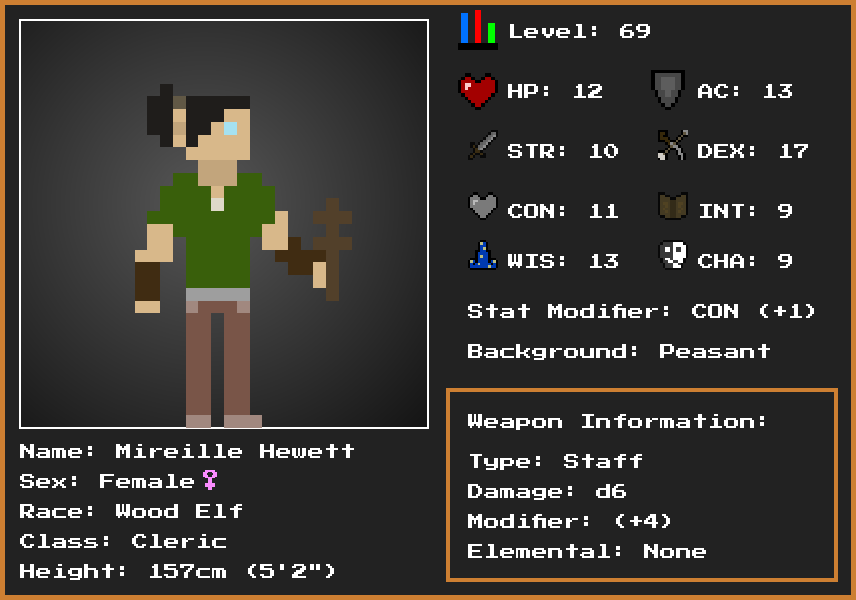 Level: 69
HP: 12
AC: 13
STR: 10
DEX: 17
CON: 11
INT: 9
WIS: 13
CHA: 9
Stat Modifier: CON (+1)
Background: Peasant
Weapon Information:
Type: Staff
Damage: d6
Modifier: (+4)
Elemental: None
Name: Mireille Hewett
Sex: Female♀
Race: Wood Elf
Class: Cleric
Height: 157cm (5'2")